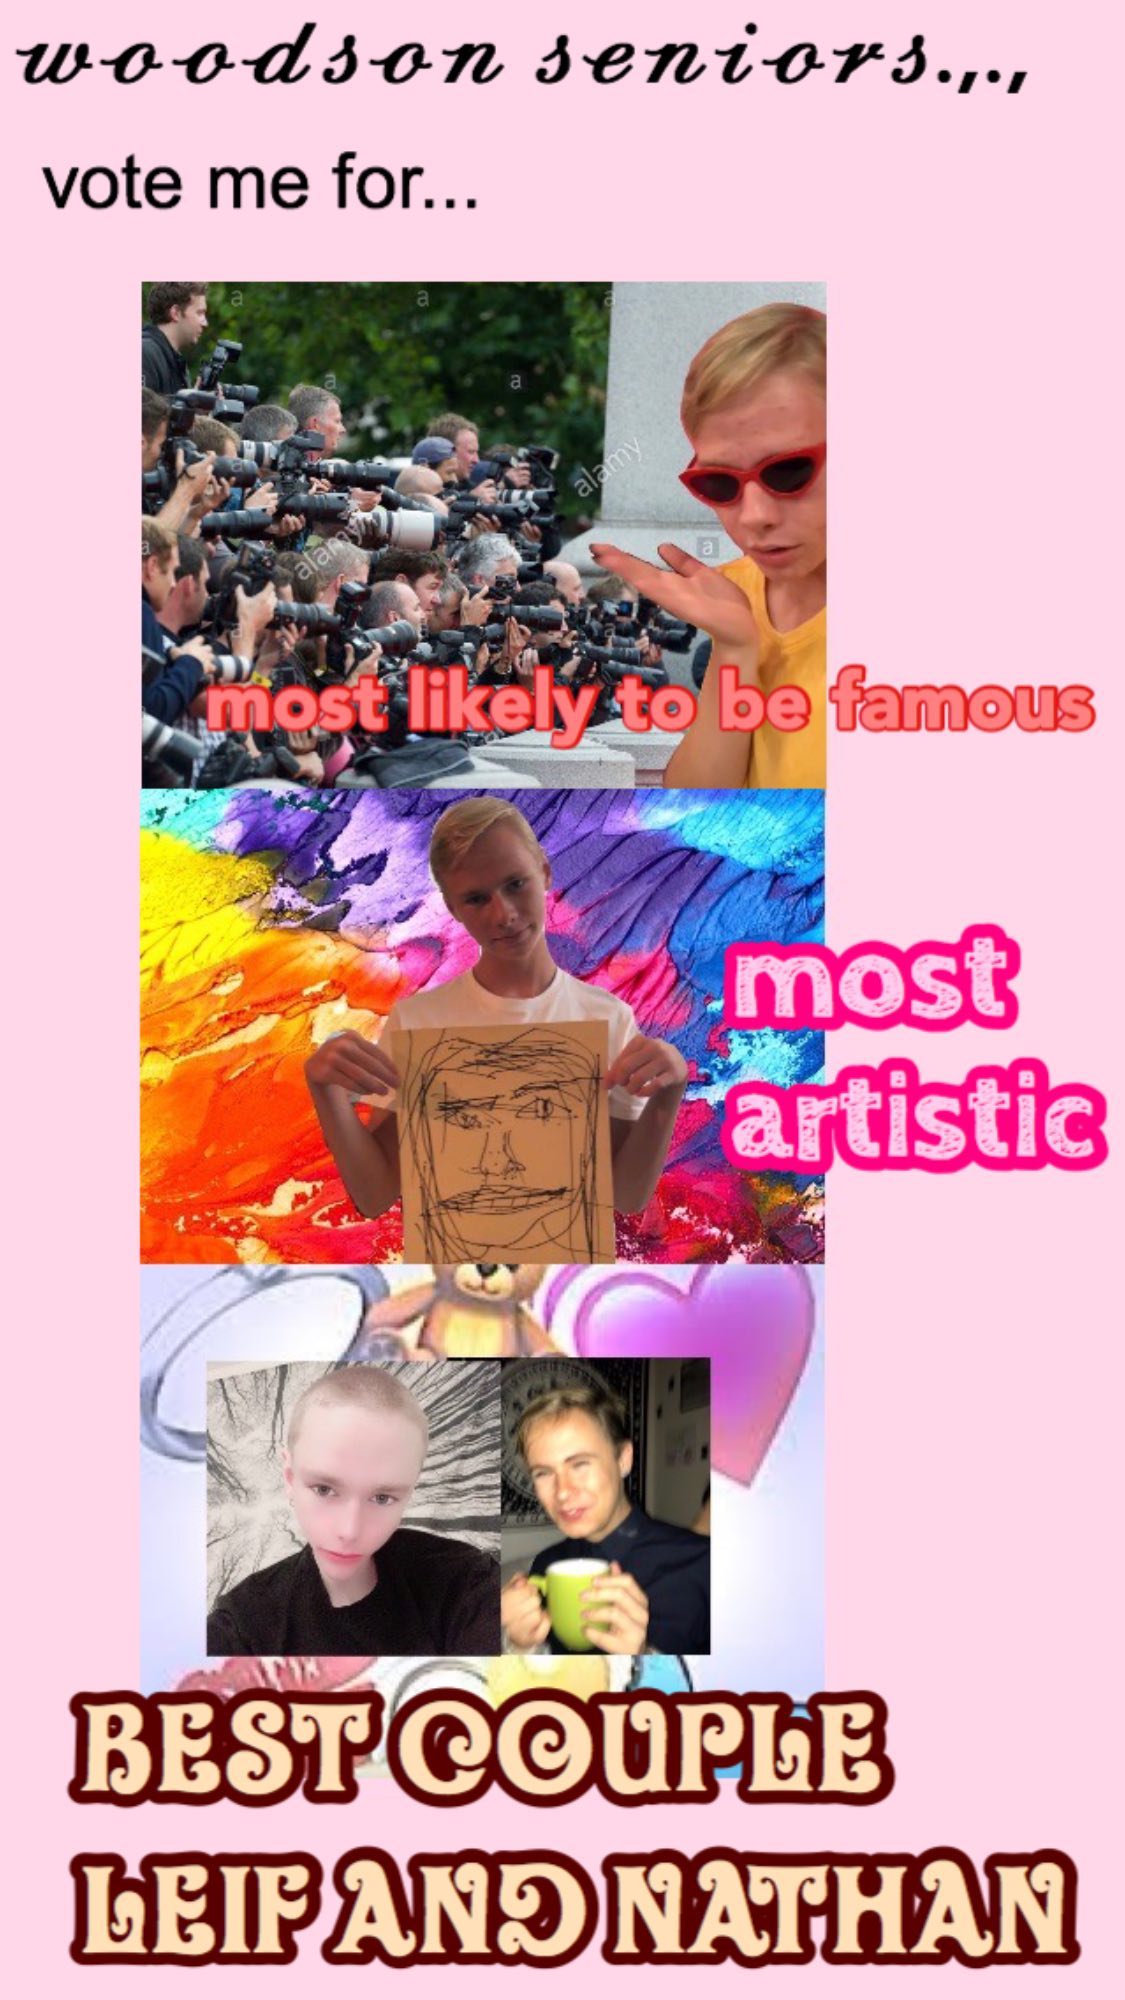 woodson seniors.,.,
vote me for...
a a a
a a
alamy
alamy
a
a
most likely to be famous
most
artistic
BEST COUPLE
LEIF AND NATHAN